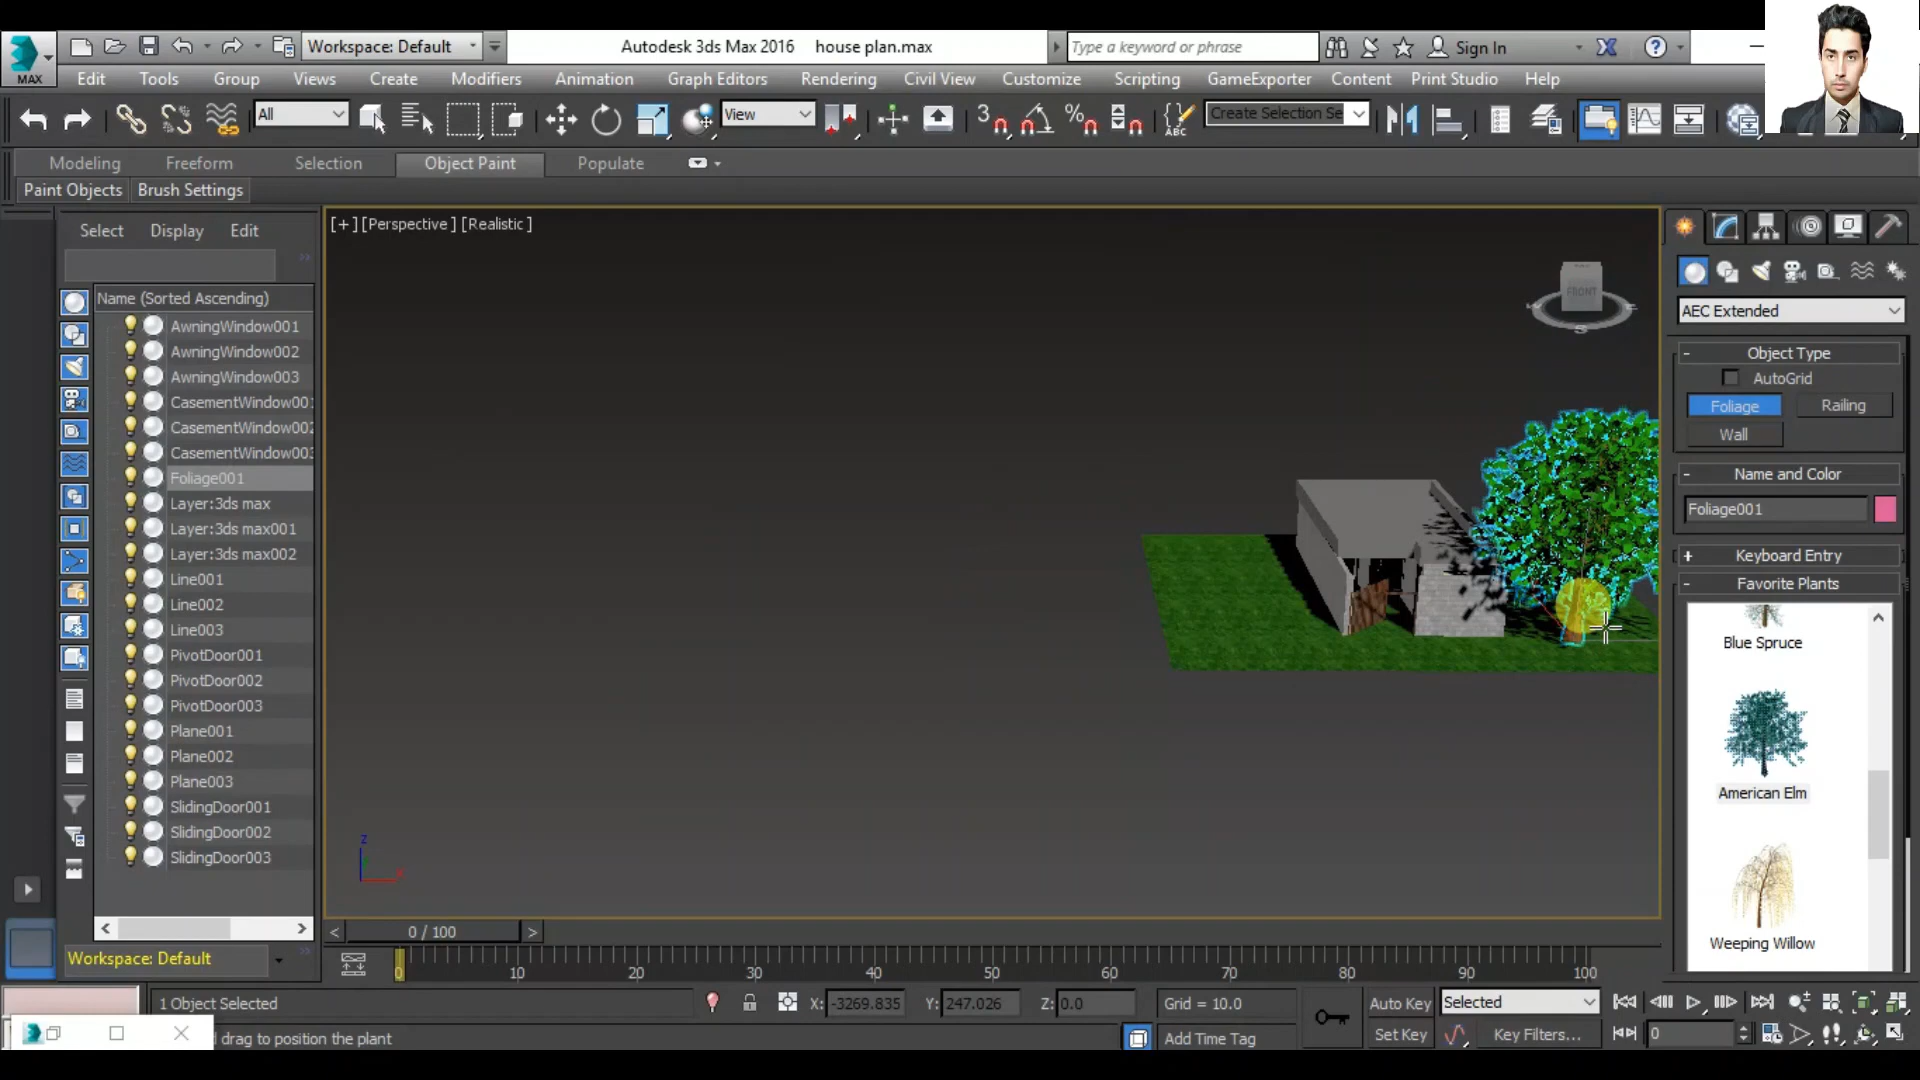 MAX Workspace: Default Autodesk 3ds Max 2016 house plan.max Type a keyword or phrase Sign In
Edit Tools Group Views Create Modifiers Animation Graph Editors Rendering Civil View Customize Scripting GameExporter Content Print Studio Help
All View 3 ABC Create Selection Se
Modeling Freeform Selection Object Paint Populate
Paint Objects Brush Settings
Select Display Edit
Name (Sorted Ascending)
AwningWindow001
AwningWindow002
AwningWindow003
CasementWindow001
CasementWindow002
CasementWindow003
Foliage001
Layer:3ds max
Layer:3ds max001
Layer:3ds max002
Line001
Line002
Line003
PivotDoor001
PivotDoor002
PivotDoor003
Plane001
Plane002
Plane003
SlidingDoor001
SlidingDoor002
SlidingDoor003
Workspace: Default
[+] [Perspective] [Realistic]
FRONT
S
z
x
AEC Extended
- Object Type
AutoGrid
Foliage Railing
Wall
- Name and Color
Foliage001
+ Keyboard Entry
- Favorite Plants
Blue Spruce
American Elm
Weeping Willow
< 0 / 100 >
0 10 20 30 40 50 60 70 80 90 100
1 Object Selected X: -3269.835 Y: 247.026 Z: 0.0 Grid = 10.0 Auto Key Selected
drag to position the plant Add Time Tag Set Key Key Filters... 0